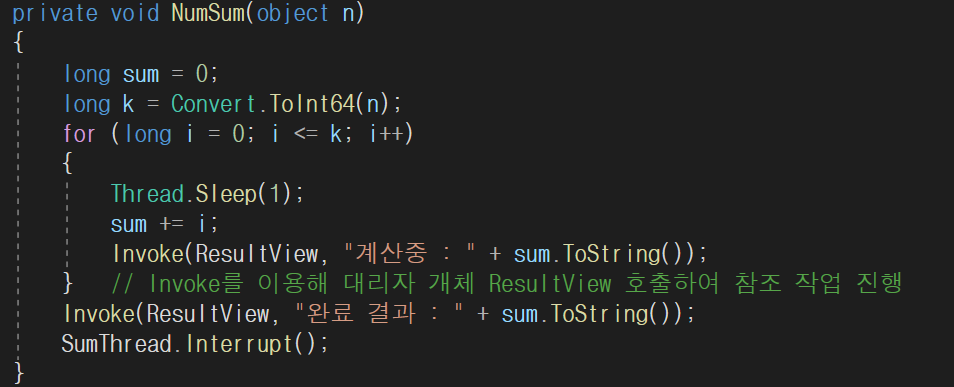 private void NumSum(object n)
{
    long sum = 0;
    long k = Convert.ToInt64(n);
    for (long i = 0; i <= k; i++)
    {
        Thread.Sleep(1);
        sum += i;
        Invoke(ResultView, "계산중 : " + sum.ToString());
    }   // Invoke를 이용해 대리자 개체 ResultView 호출하여 참조 작업 진행
    Invoke(ResultView, "완료 결과 : " + sum.ToString());
    SumThread.Interrupt();
}